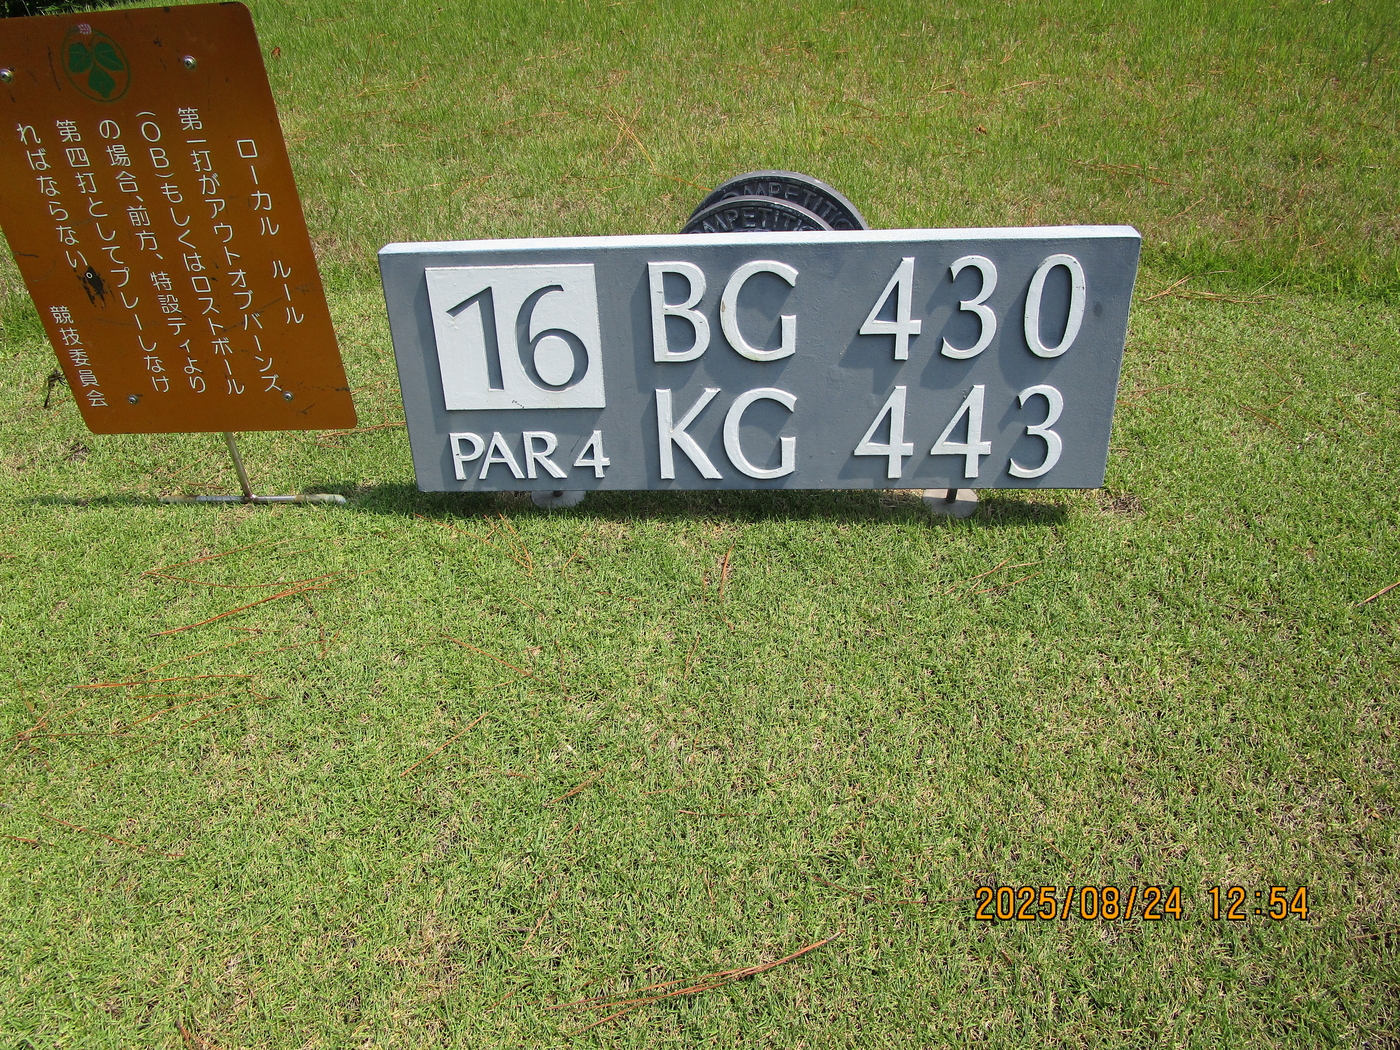 ローカル ルール
第一打がアウトオブバーンズ
(OB)もしくはロストボール
の場合、前方、特設ティより
第四打としてプレーしなけ
ればならない。
競技委員会
COMPETITION
COMPETITION
16
PAR 4
BG 430
KG 443
2025/08/24 12:54